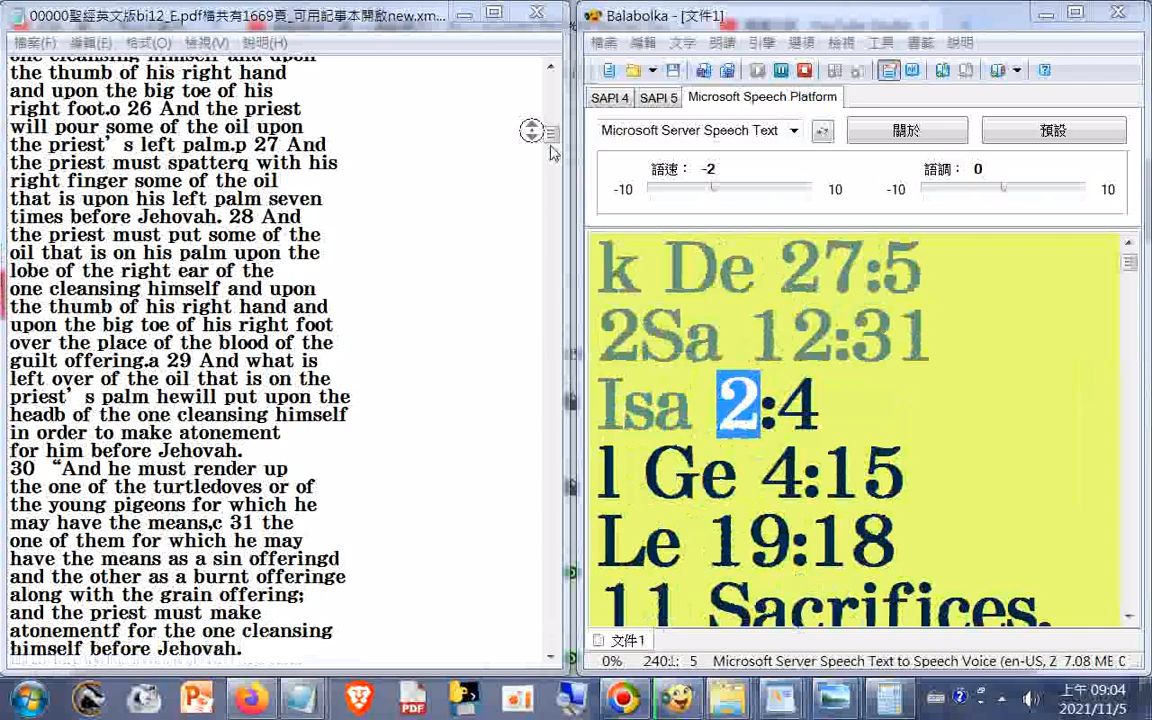 00000聖經英文版bi12_E.pdf檔共有1669頁_可用記事本開啟new.xm...
檔案(F) 編輯(E) 格式(O) 檢視(V) 說明(H)
one cleansing himself and upon
the thumb of his right hand
and upon the big toe of his
right foot.o 26 And the priest
will pour some of the oil upon
the priest’s left palm.p 27 And
the priest must spatterq with his
right finger some of the oil
that is upon his left palm seven
times before Jehovah. 28 And
the priest must put some of the
oil that is on his palm upon the
lobe of the right ear of the
one cleansing himself and upon
the thumb of his right hand and
upon the big toe of his right foot
over the place of the blood of the
guilt offering.a 29 And what is
left over of the oil that is on the
priest’s palm hewill put upon the
headb of the one cleansing himself
in order to make atonement
for him before Jehovah.
30 “And he must render up
the one of the turtledoves or of
the young pigeons for which he
may have the means,c 31 the
one of them for which he may
have the means as a sin offeringd
and the other as a burnt offeringe
along with the grain offering;
and the priest must make
atonementf for the one cleansing
himself before Jehovah.
Balabolka - [文件1]
檔案 編輯 文字 朗讀 引擎 選項 檢視 工具 書籤 說明
SAPI 4 SAPI 5 Microsoft Speech Platform
Microsoft Server Speech Text 關於 預設
語速： -2 語調： 0
-10 10 -10 10
k De 27:5
2Sa 12:31
Isa 2:4
l Ge 4:15
Le 19:18
11 Sacrifices.
文件1
0% 240: 5 Microsoft Server Speech Text to Speech Voice (en-US, Z 7.08 ME C
PDF
上午 09:04
2021/11/5